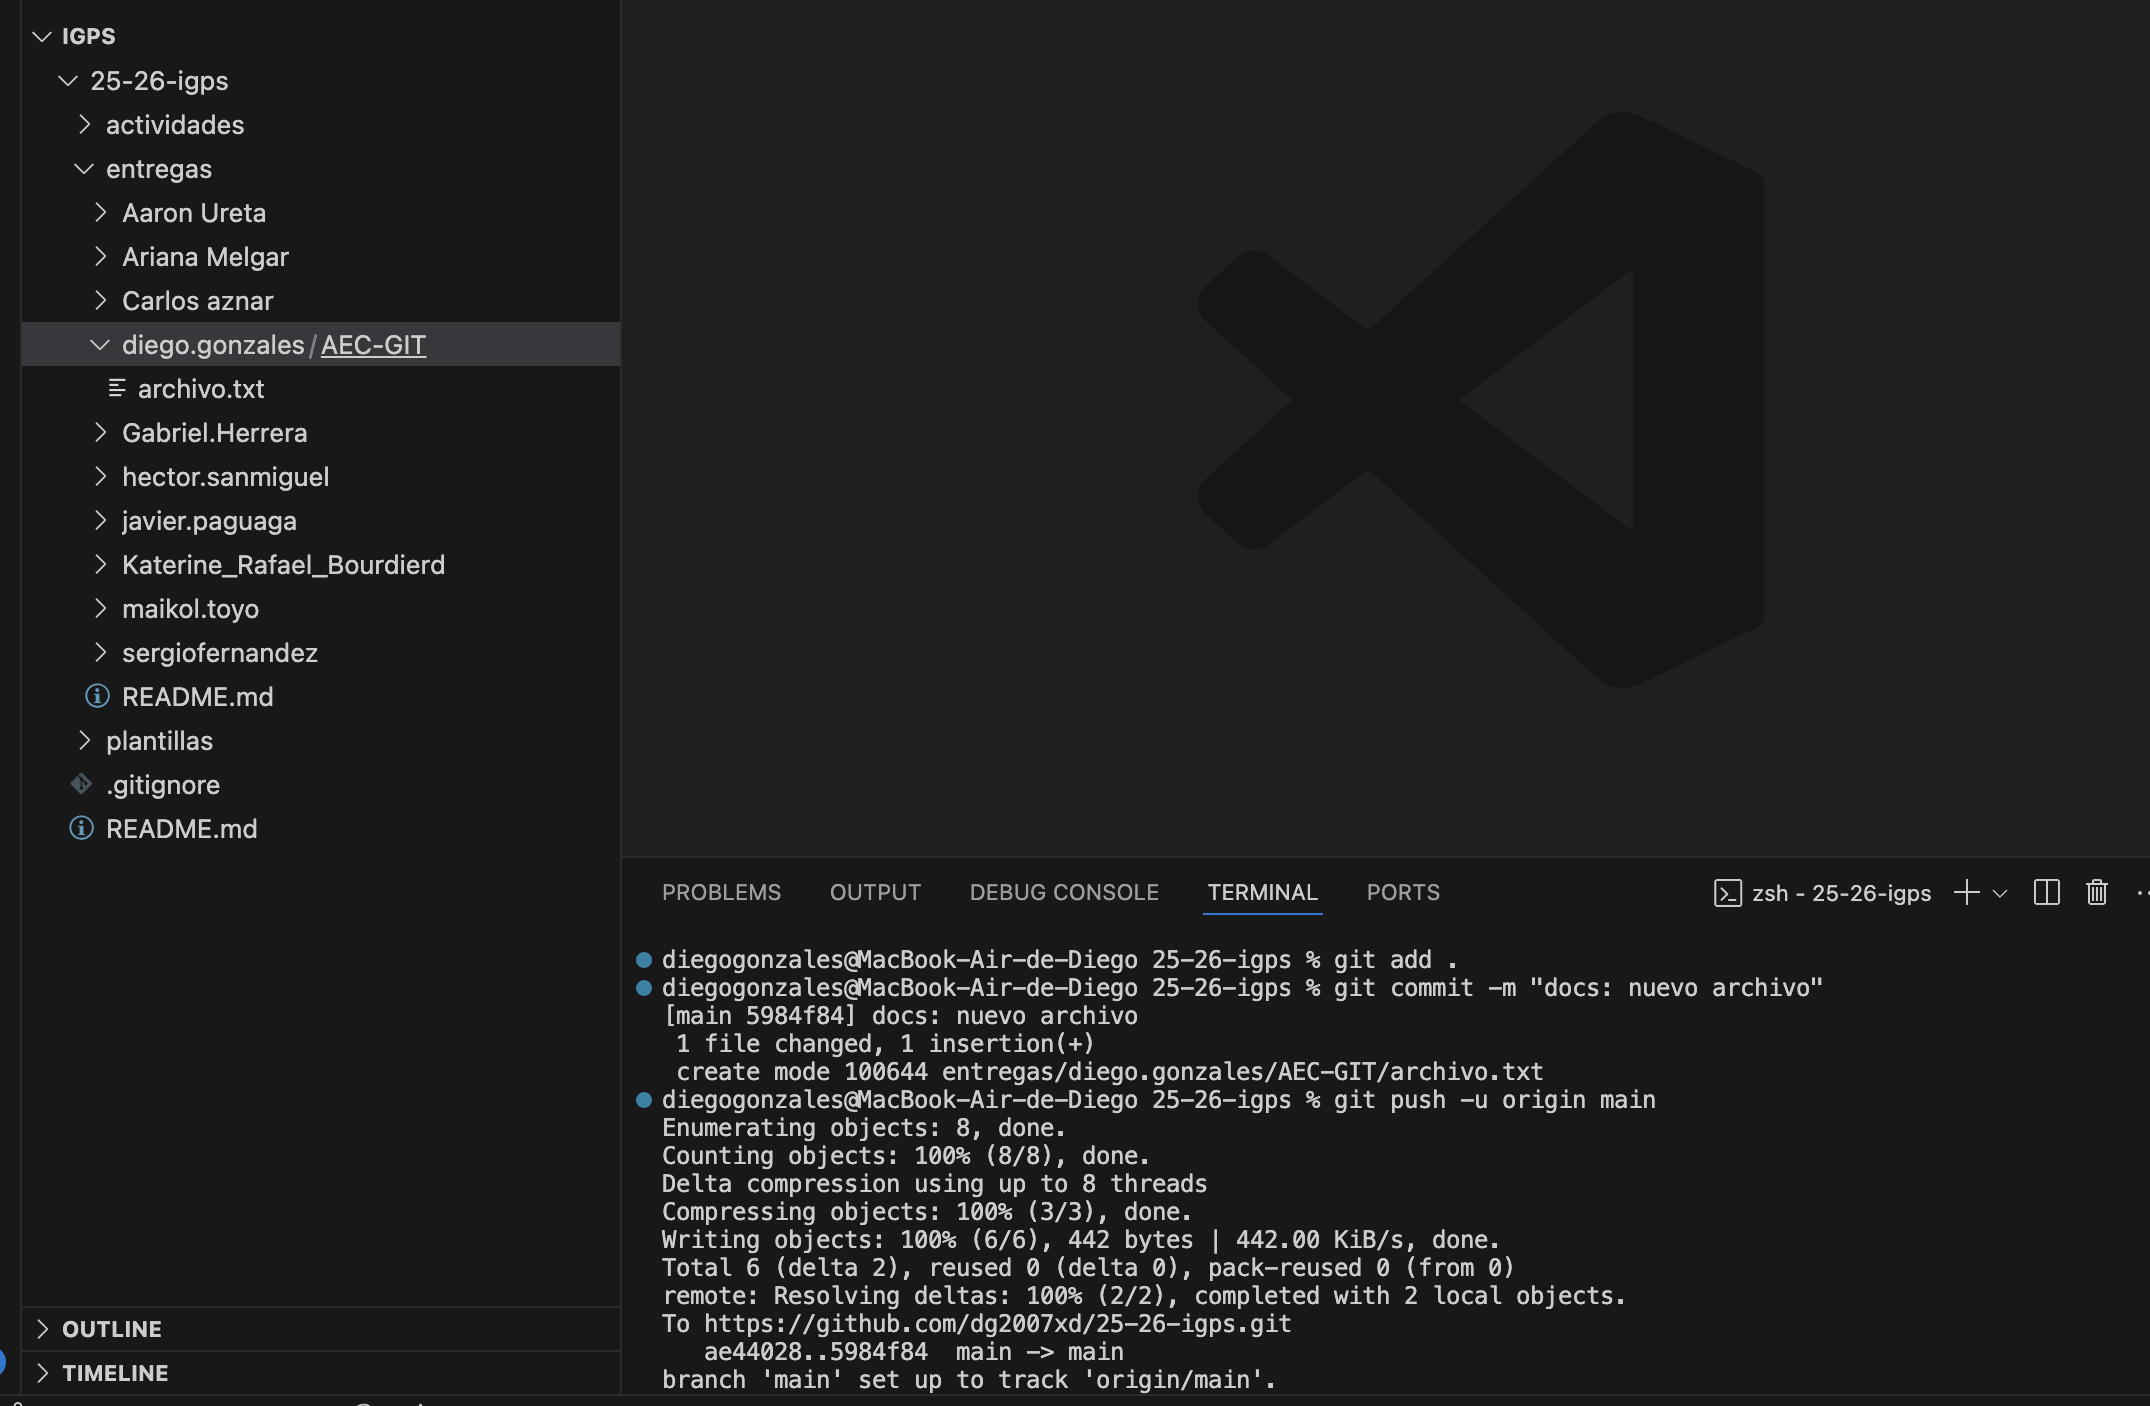 IGPS
25-26-igps
actividades
entregas
Aaron Ureta
Ariana Melgar
Carlos aznar
diego.gonzales / AEC-GIT
archivo.txt
Gabriel.Herrera
hector.sanmiguel
javier.paguaga
Katerine_Rafael_Bourdierd
maikol.toyo
sergiofernandez
README.md
plantillas
.gitignore
README.md
OUTLINE
TIMELINE
PROBLEMS OUTPUT DEBUG CONSOLE TERMINAL PORTS zsh - 25-26-igps
diegogonzales@MacBook-Air-de-Diego 25-26-igps % git add .
diegogonzales@MacBook-Air-de-Diego 25-26-igps % git commit -m "docs: nuevo archivo"
[main 5984f84] docs: nuevo archivo
1 file changed, 1 insertion(+)
create mode 100644 entregas/diego.gonzales/AEC-GIT/archivo.txt
diegogonzales@MacBook-Air-de-Diego 25-26-igps % git push -u origin main
Enumerating objects: 8, done.
Counting objects: 100% (8/8), done.
Delta compression using up to 8 threads
Compressing objects: 100% (3/3), done.
Writing objects: 100% (6/6), 442 bytes | 442.00 KiB/s, done.
Total 6 (delta 2), reused 0 (delta 0), pack-reused 0 (from 0)
remote: Resolving deltas: 100% (2/2), completed with 2 local objects.
To https://github.com/dg2007xd/25-26-igps.git
ae44028..5984f84  main -> main
branch 'main' set up to track 'origin/main'.